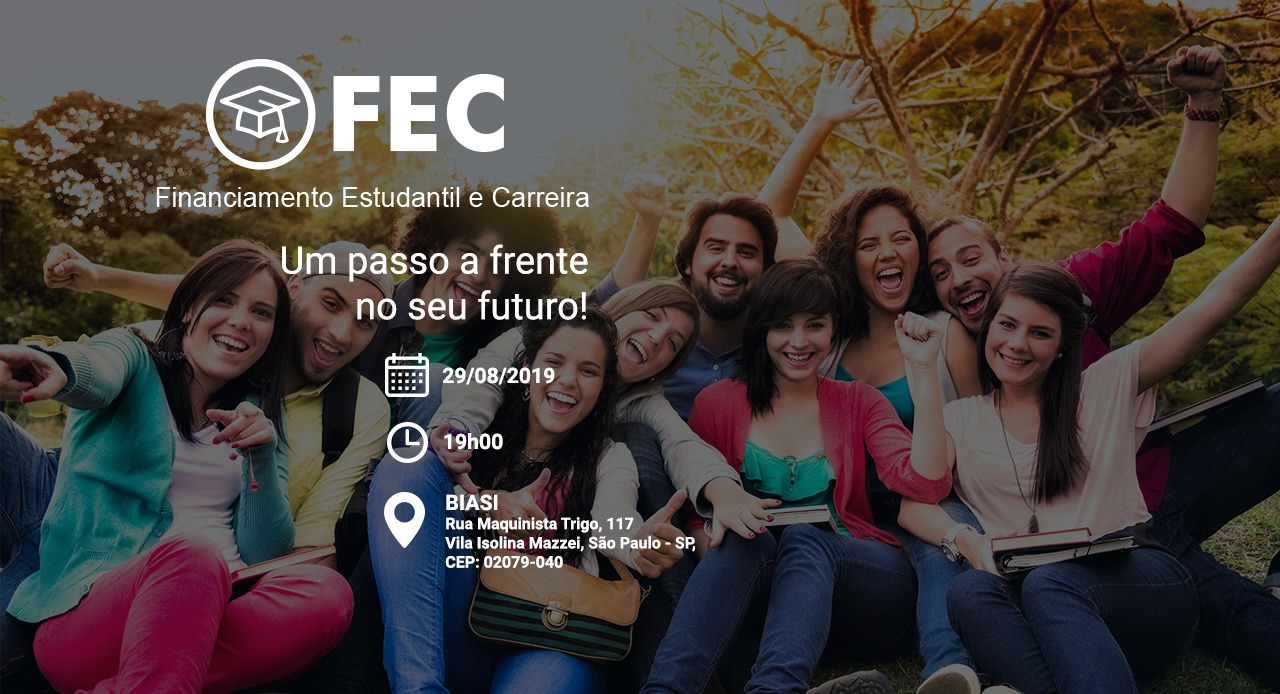 FEC
Financiamento Estudantil e Carreira
Um passo a frente
no seu futuro!
29/08/2019
19h00
BIASI
Rua Maquinista Trigo, 117
Vila Isolina Mazzei, São Paulo - SP,
CEP: 02079-040